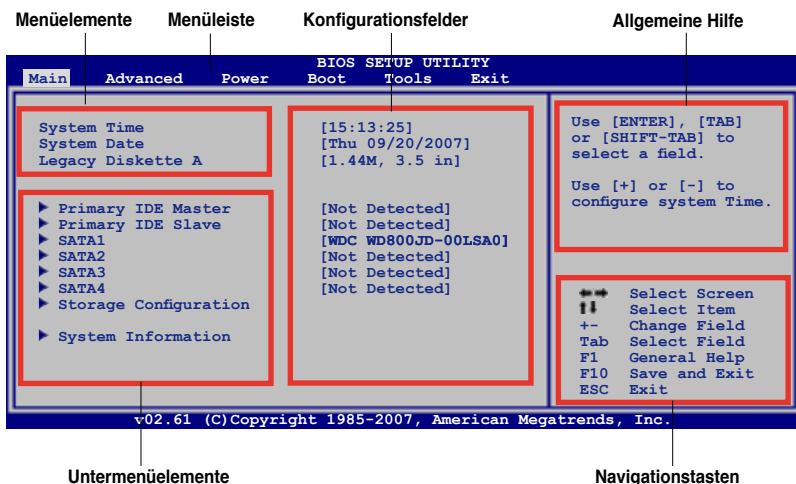 Menüelemente Menüleiste Konfigurationsfelder Allgemeine Hilfe
BIOS SETUP UTILITY
Main Advanced Power Boot Tools Exit
System Time [15:13:25]
System Date [Thu 09/20/2007]
Legacy Diskette A [1.44M, 3.5 in]
Primary IDE Master [Not Detected]
Primary IDE Slave [Not Detected]
SATA1 [WDC WD800JD-00LSA0]
SATA2 [Not Detected]
SATA3 [Not Detected]
SATA4 [Not Detected]
Storage Configuration
System Information
Use [ENTER], [TAB]
or [SHIFT-TAB] to
select a field.
Use [+] or [-] to
configure system Time.
Select Screen
Select Item
+- Change Field
Tab Select Field
F1 General Help
F10 Save and Exit
ESC Exit
v02.61 (C)Copyright 1985-2007, American Megatrends, Inc.
Untermenüelemente Navigationstasten